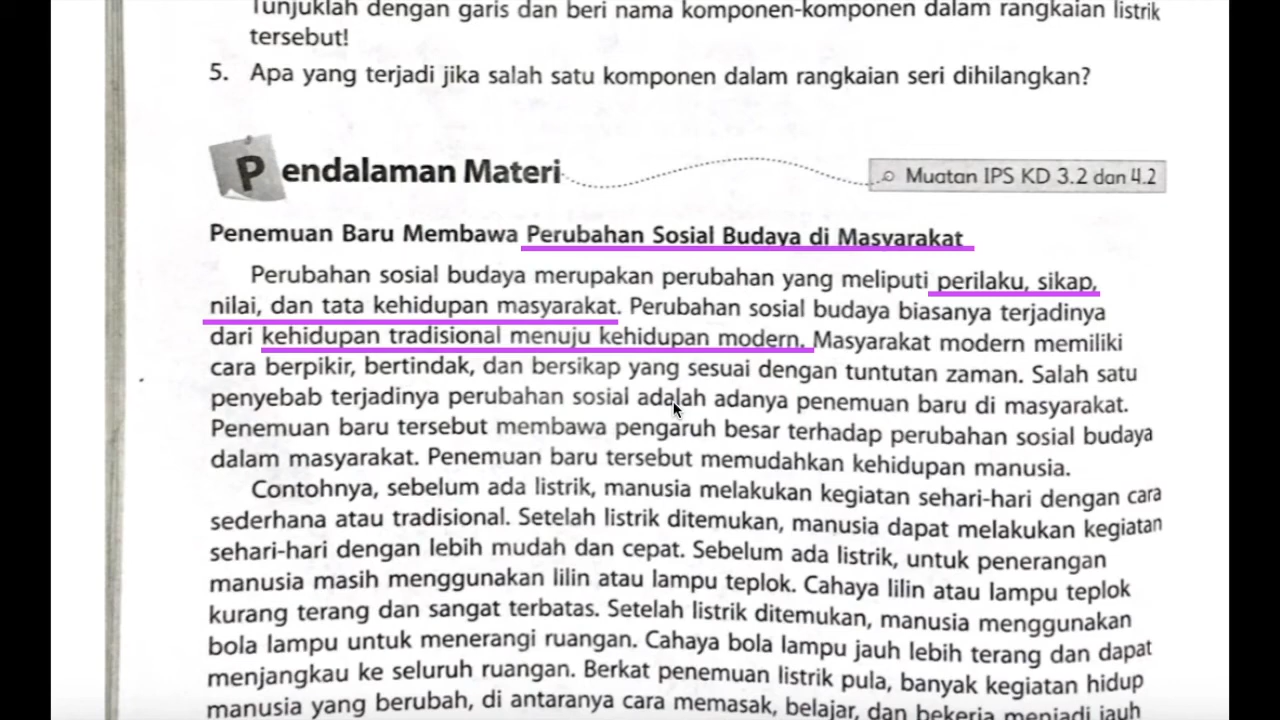 Tunjuklah dengan garis dan beri nama komponen-komponen dalam rangkaian listrik
tersebut!
5. Apa yang terjadi jika salah satu komponen dalam rangkaian seri dihilangkan?
Pendalaman Materi
Muatan IPS KD 3.2 dan 4.2
Penemuan Baru Membawa Perubahan Sosial Budaya di Masyarakat
Perubahan sosial budaya merupakan perubahan yang meliputi perilaku, sikap,
nilai, dan tata kehidupan masyarakat. Perubahan sosial budaya biasanya terjadinya
dari kehidupan tradisional menuju kehidupan modern. Masyarakat modern memiliki
cara berpikir, bertindak, dan bersikap yang sesuai dengan tuntutan zaman. Salah satu
penyebab terjadinya perubahan sosial adalah adanya penemuan baru di masyarakat.
Penemuan baru tersebut membawa pengaruh besar terhadap perubahan sosial budaya
dalam masyarakat. Penemuan baru tersebut memudahkan kehidupan manusia.
Contohnya, sebelum ada listrik, manusia melakukan kegiatan sehari-hari dengan cara
sederhana atau tradisional. Setelah listrik ditemukan, manusia dapat melakukan kegiatan
sehari-hari dengan lebih mudah dan cepat. Sebelum ada listrik, untuk penerangan
manusia masih menggunakan lilin atau lampu teplok. Cahaya lilin atau lampu teplok
kurang terang dan sangat terbatas. Setelah listrik ditemukan, manusia menggunakan
bola lampu untuk menerangi ruangan. Cahaya bola lampu jauh lebih terang dan dapat
menjangkau ke seluruh ruangan. Berkat penemuan listrik pula, banyak kegiatan hidup
manusia yang berubah, di antaranya cara memasak, belajar, dan bekerja menjadi jauh